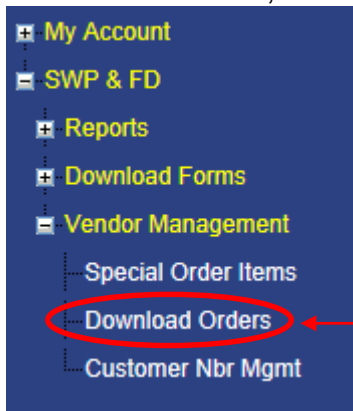 My Account
SWP & FD
Reports
Download Forms
Vendor Management
Special Order Items
Download Orders
Customer Nbr Mgmt